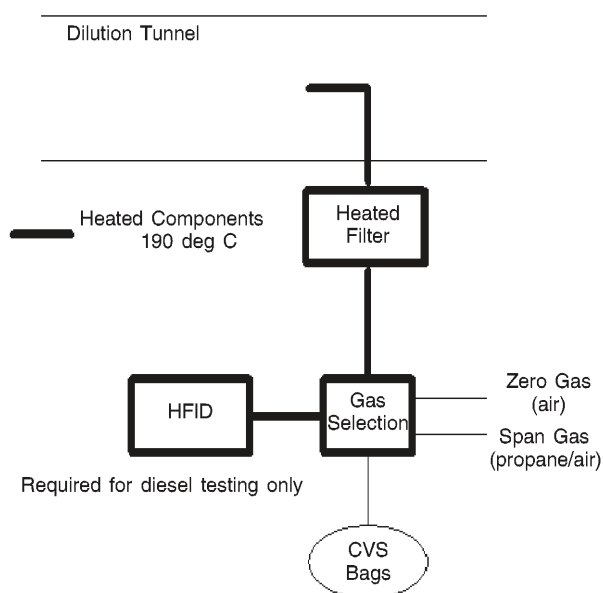 Dilution Tunnel
Heated Components
190 deg C
Heated
Filter
HFID
Gas
Selection
Zero Gas
(air)
Span Gas
(propane/air)
Required for diesel testing only
CVS
Bags